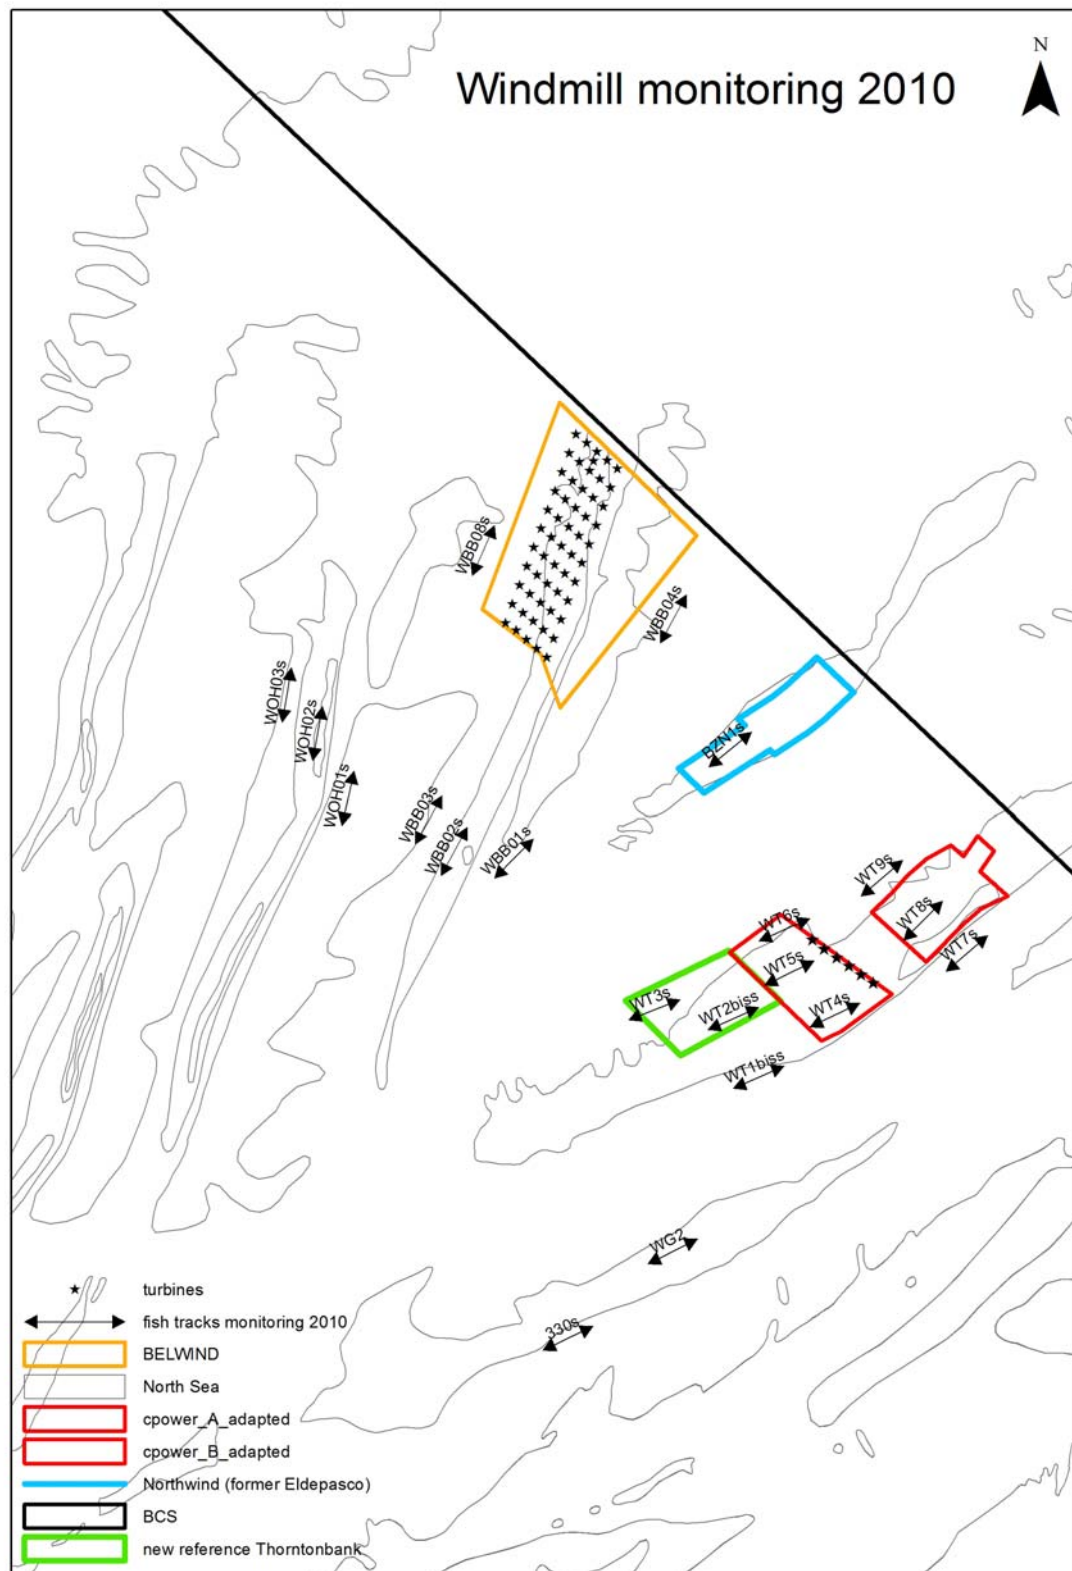 N
Windmill monitoring 2010
WBB08s
WBB04s
WOH03s
WOH02s
WOH01s
BZN1s
WBB03s
WBB02s
WBB01s
WT9s
WT8s
WT7s
WT6s
WT5s
WT3s
WT2biss
WT4s
WT1biss
WG2
330s
turbines
fish tracks monitoring 2010
BELWIND
North Sea
cpower_A_adapted
cpower_B_adapted
Northwind (former Eldepasco)
BCS
new reference Thorntonbank